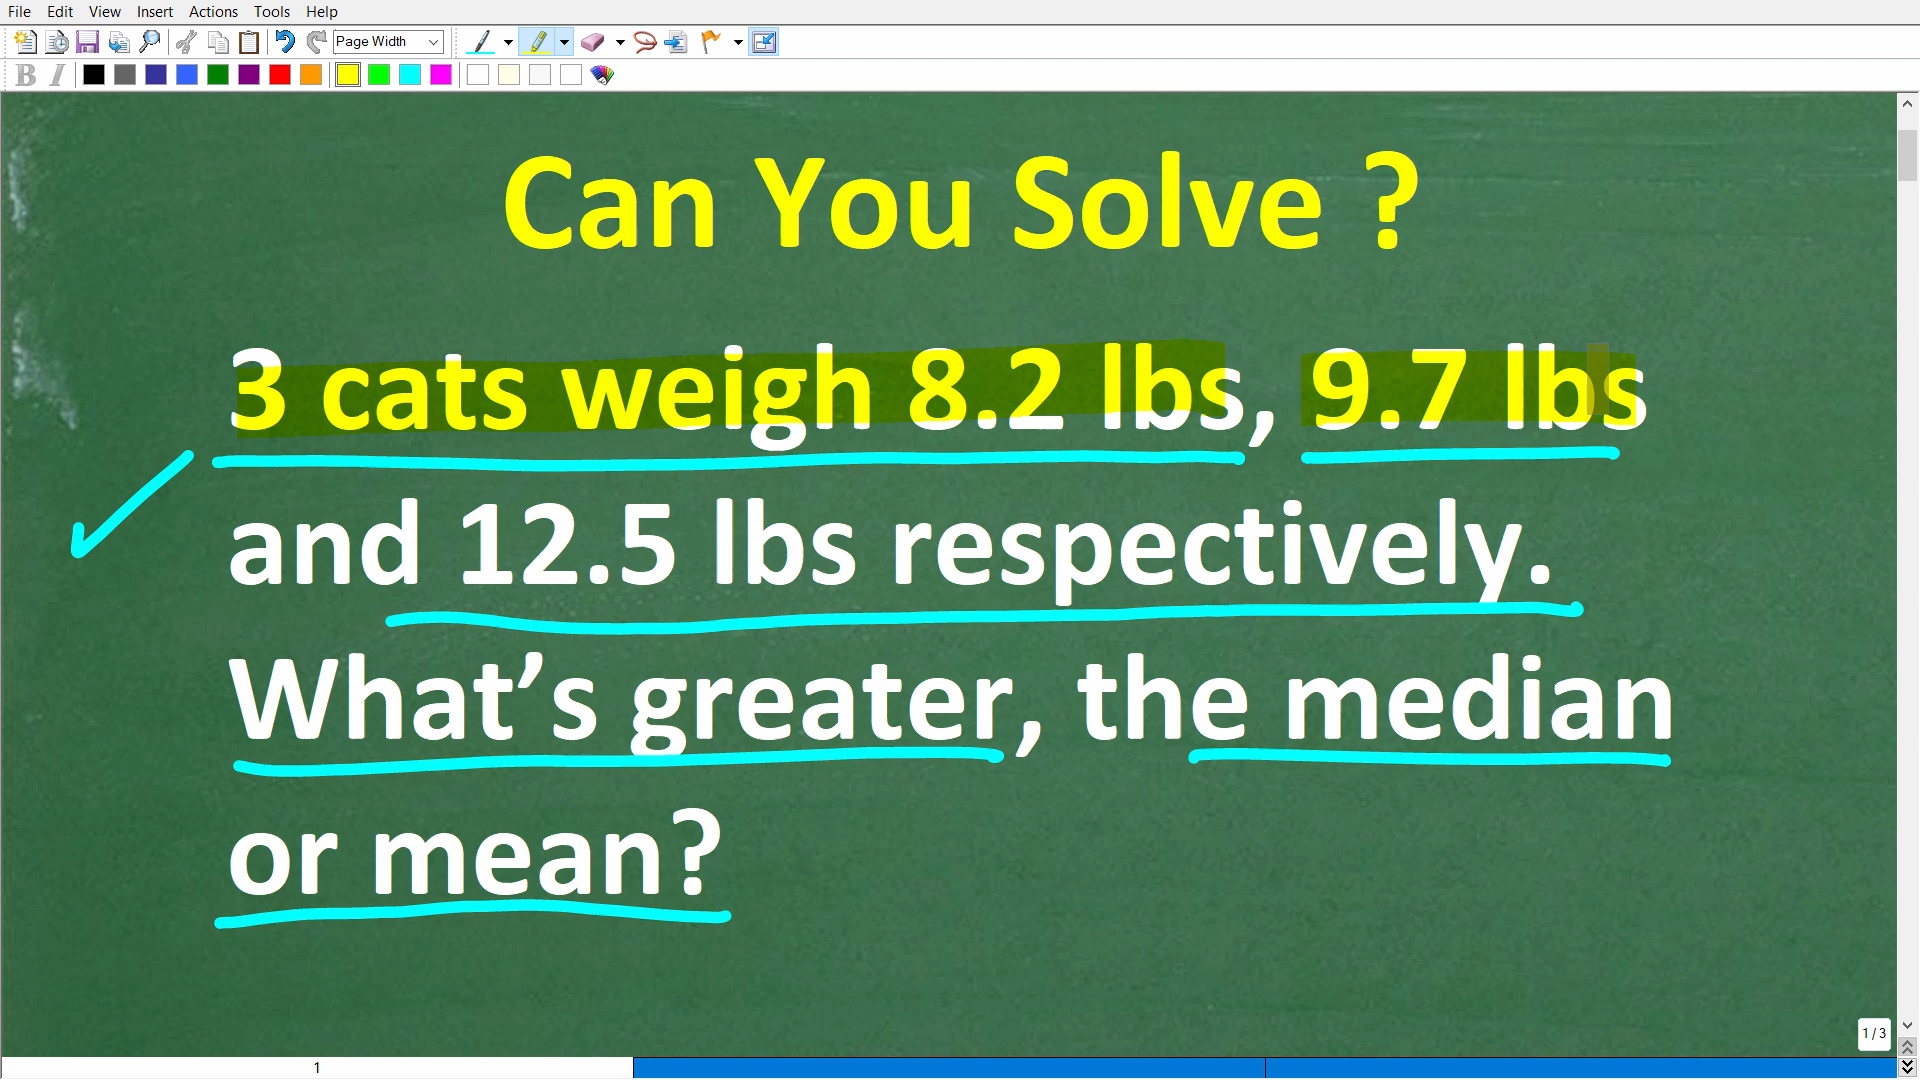 File Edit View Insert Actions Tools Help
Page Width
B I
Can You Solve ?
3 cats weigh 8.2 lbs, 9.7 lbs
and 12.5 lbs respectively.
What’s greater, the median
or mean?
1 / 3
1